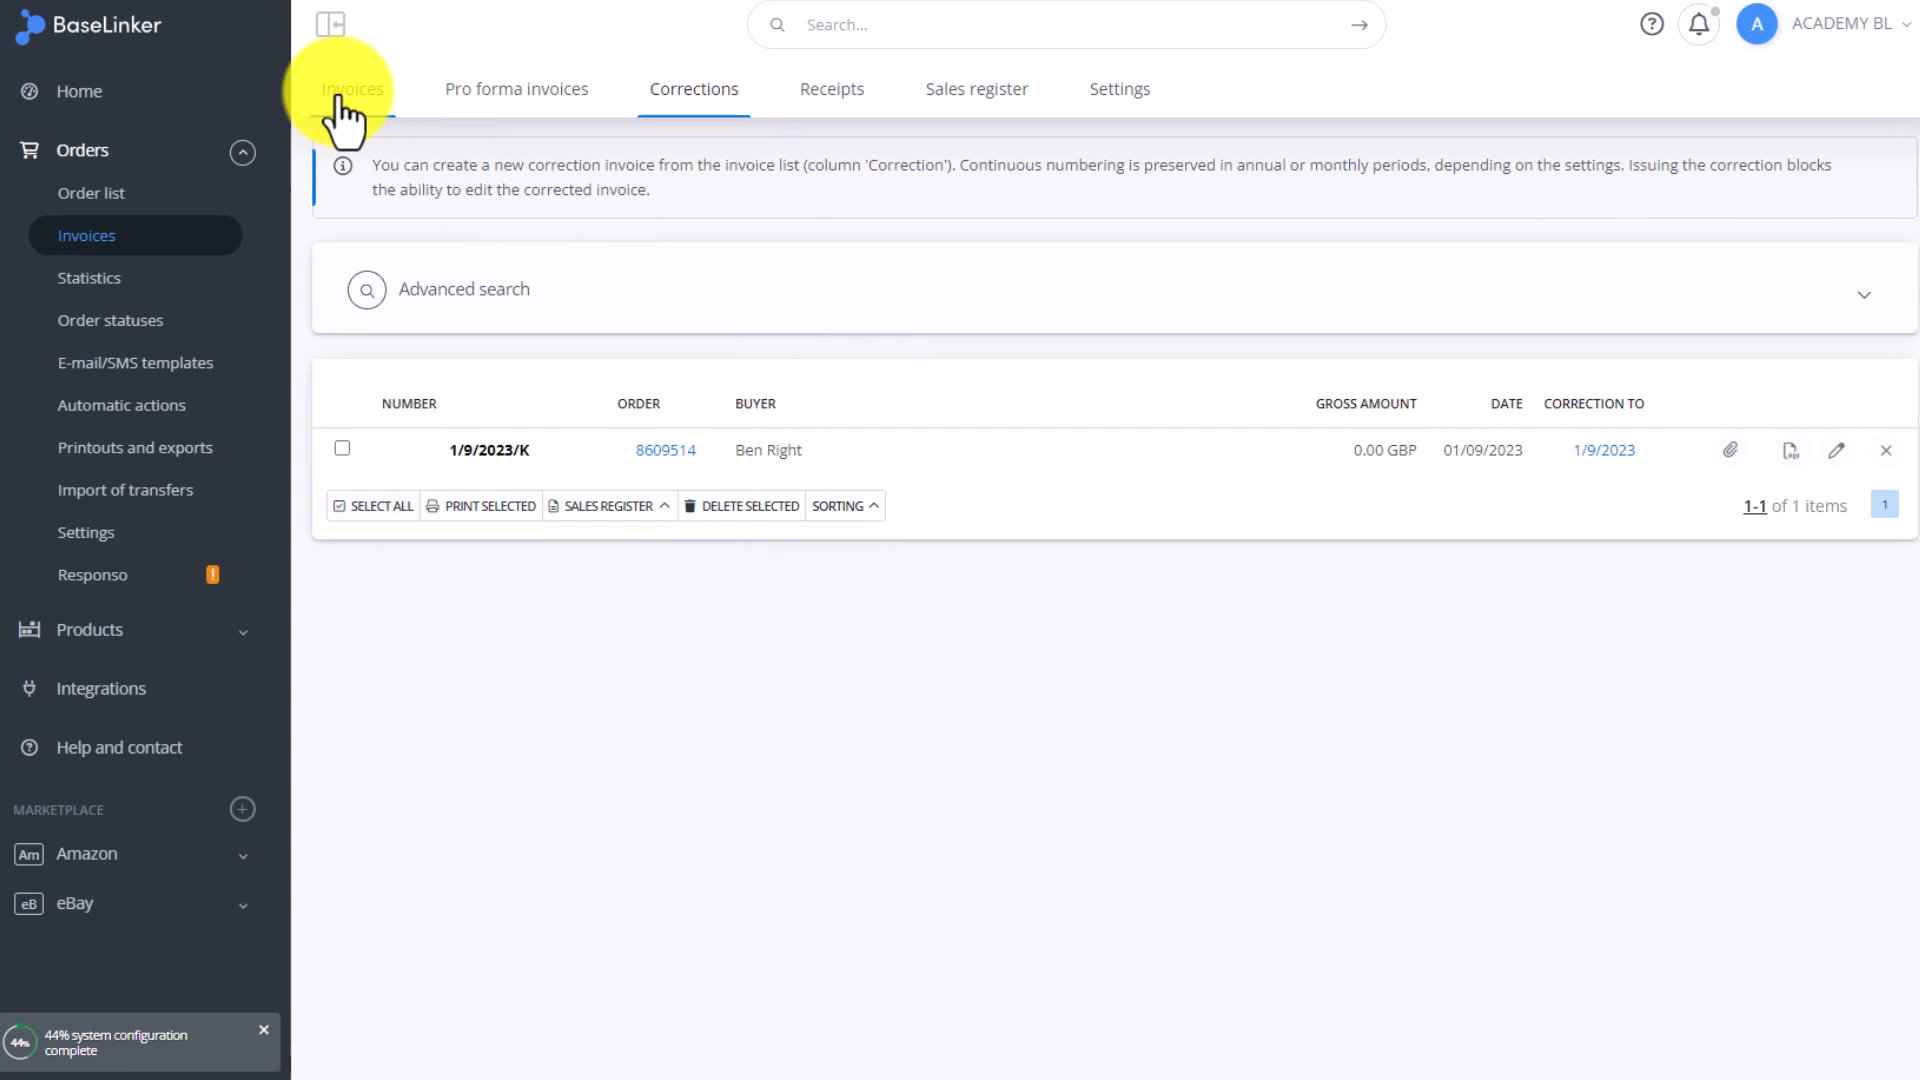 BaseLinker
Search...
A
ACADEMY BL
Home
Orders
Order list
Invoices
Statistics
Order statuses
E-mail/SMS templates
Automatic actions
Printouts and exports
Import of transfers
Settings
Responso
!
Products
Integrations
Help and contact
MARKETPLACE
Am Amazon
eB eBay
44%
44% system configuration
complete
Invoices Pro forma invoices Corrections Receipts Sales register Settings
You can create a new correction invoice from the invoice list (column 'Correction'). Continuous numbering is preserved in annual or monthly periods, depending on the settings. Issuing the correction blocks
the ability to edit the corrected invoice.
Advanced search
NUMBER ORDER BUYER GROSS AMOUNT DATE CORRECTION TO
1/9/2023/K 8609514 Ben Right 0.00 GBP 01/09/2023 1/9/2023
SELECT ALL PRINT SELECTED SALES REGISTER DELETE SELECTED SORTING 1-1 of 1 items 1